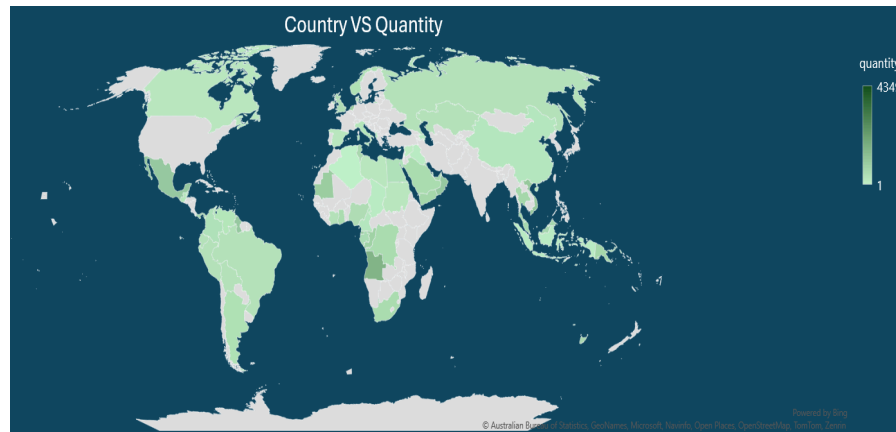 Country VS Quantity
quantity
4349
1
Powered by Bing
© Australian Bureau of Statistics, GeoNames, Microsoft, Navinfo, Open Places, OpenStreetMap, TomTom, Zenrin